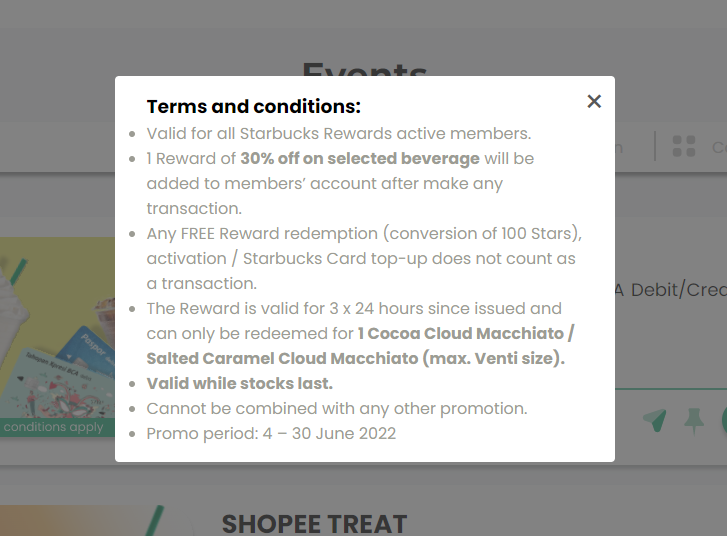 Events
Terms and conditions:
Valid for all Starbucks Rewards active members.
1 Reward of 30% off on selected beverage will be
added to members’ account after make any
transaction.
Any FREE Reward redemption (conversion of 100 Stars),
activation / Starbucks Card top-up does not count as
a transaction.
The Reward is valid for 3 x 24 hours since issued and
can only be redeemed for 1 Cocoa Cloud Macchiato /
Salted Caramel Cloud Macchiato (max. Venti size).
Valid while stocks last.
Cannot be combined with any other promotion.
Promo period: 4 – 30 June 2022
A Debit/Cred
conditions apply
SHOPEE TREAT